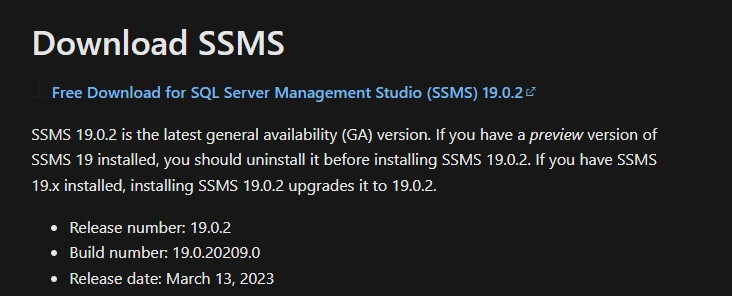 Download SSMS
Free Download for SQL Server Management Studio (SSMS) 19.0.2
SSMS 19.0.2 is the latest general availability (GA) version. If you have a preview version of
SSMS 19 installed, you should uninstall it before installing SSMS 19.0.2. If you have SSMS
19.x installed, installing SSMS 19.0.2 upgrades it to 19.0.2.
• Release number: 19.0.2
• Build number: 19.0.20209.0
• Release date: March 13, 2023